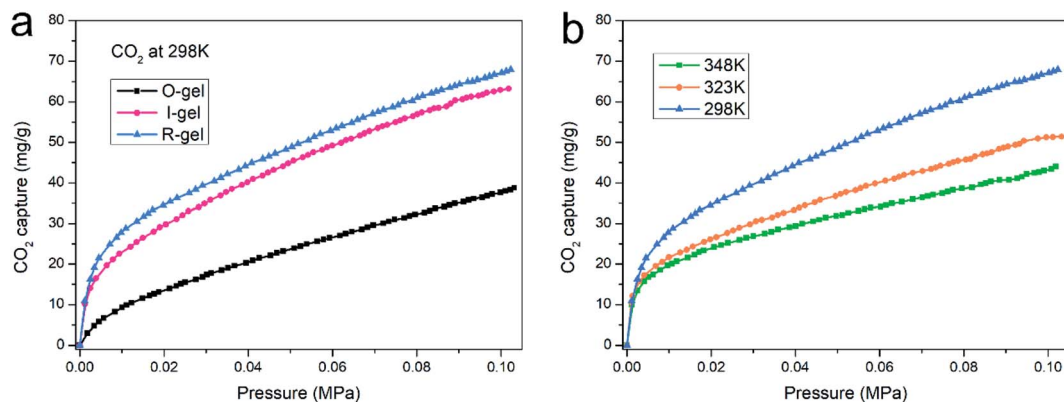 a
CO₂ at 298K
O-gel
I-gel
R-gel
CO₂ capture (mg/g)
80
70
60
50
40
30
20
10
0
0.00 0.02 0.04 0.06 0.08 0.10
Pressure (MPa)
b
348K
323K
298K
CO₂ capture (mg/g)
80
70
60
50
40
30
20
10
0
0.00 0.02 0.04 0.06 0.08 0.10
Pressure (MPa)